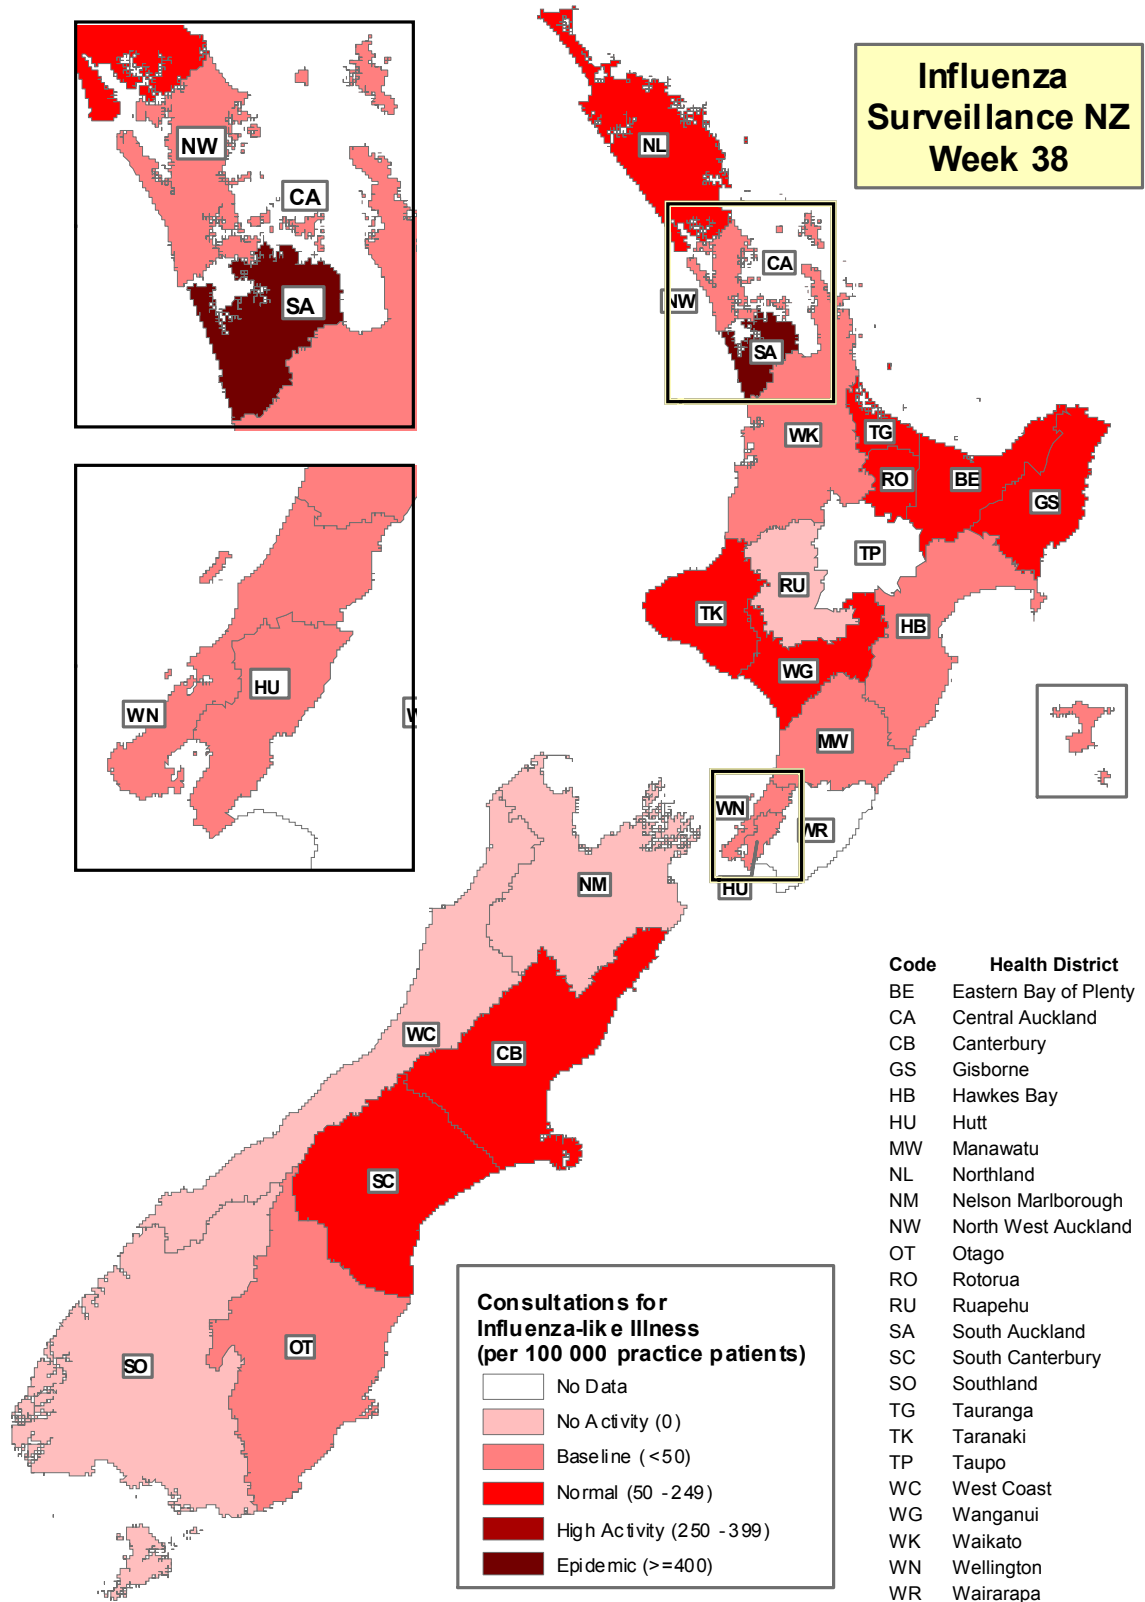 Influenza
Surveillance NZ
Week 38
NW
CA
SA
NL
CA
NW
SA
WK
TG
RO
BE
GS
TP
RU
TK
HB
WG
MW
WN
WR
HU
HU
WN
W
NM
WC
CB
SC
OT
SO
Consultations for
Influenza-like Illness
(per 100 000 practice patients)
No Data
No Activity (0)
Baseline (<50)
Normal (50 -249)
High Activity (250 -399)
Epidemic (>=400)
Code Health District
BE Eastern Bay of Plenty
CA Central Auckland
CB Canterbury
GS Gisborne
HB Hawkes Bay
HU Hutt
MW Manawatu
NL Northland
NM Nelson Marlborough
NW North West Auckland
OT Otago
RO Rotorua
RU Ruapehu
SA South Auckland
SC South Canterbury
SO Southland
TG Tauranga
TK Taranaki
TP Taupo
WC West Coast
WG Wanganui
WK Waikato
WN Wellington
WR Wairarapa